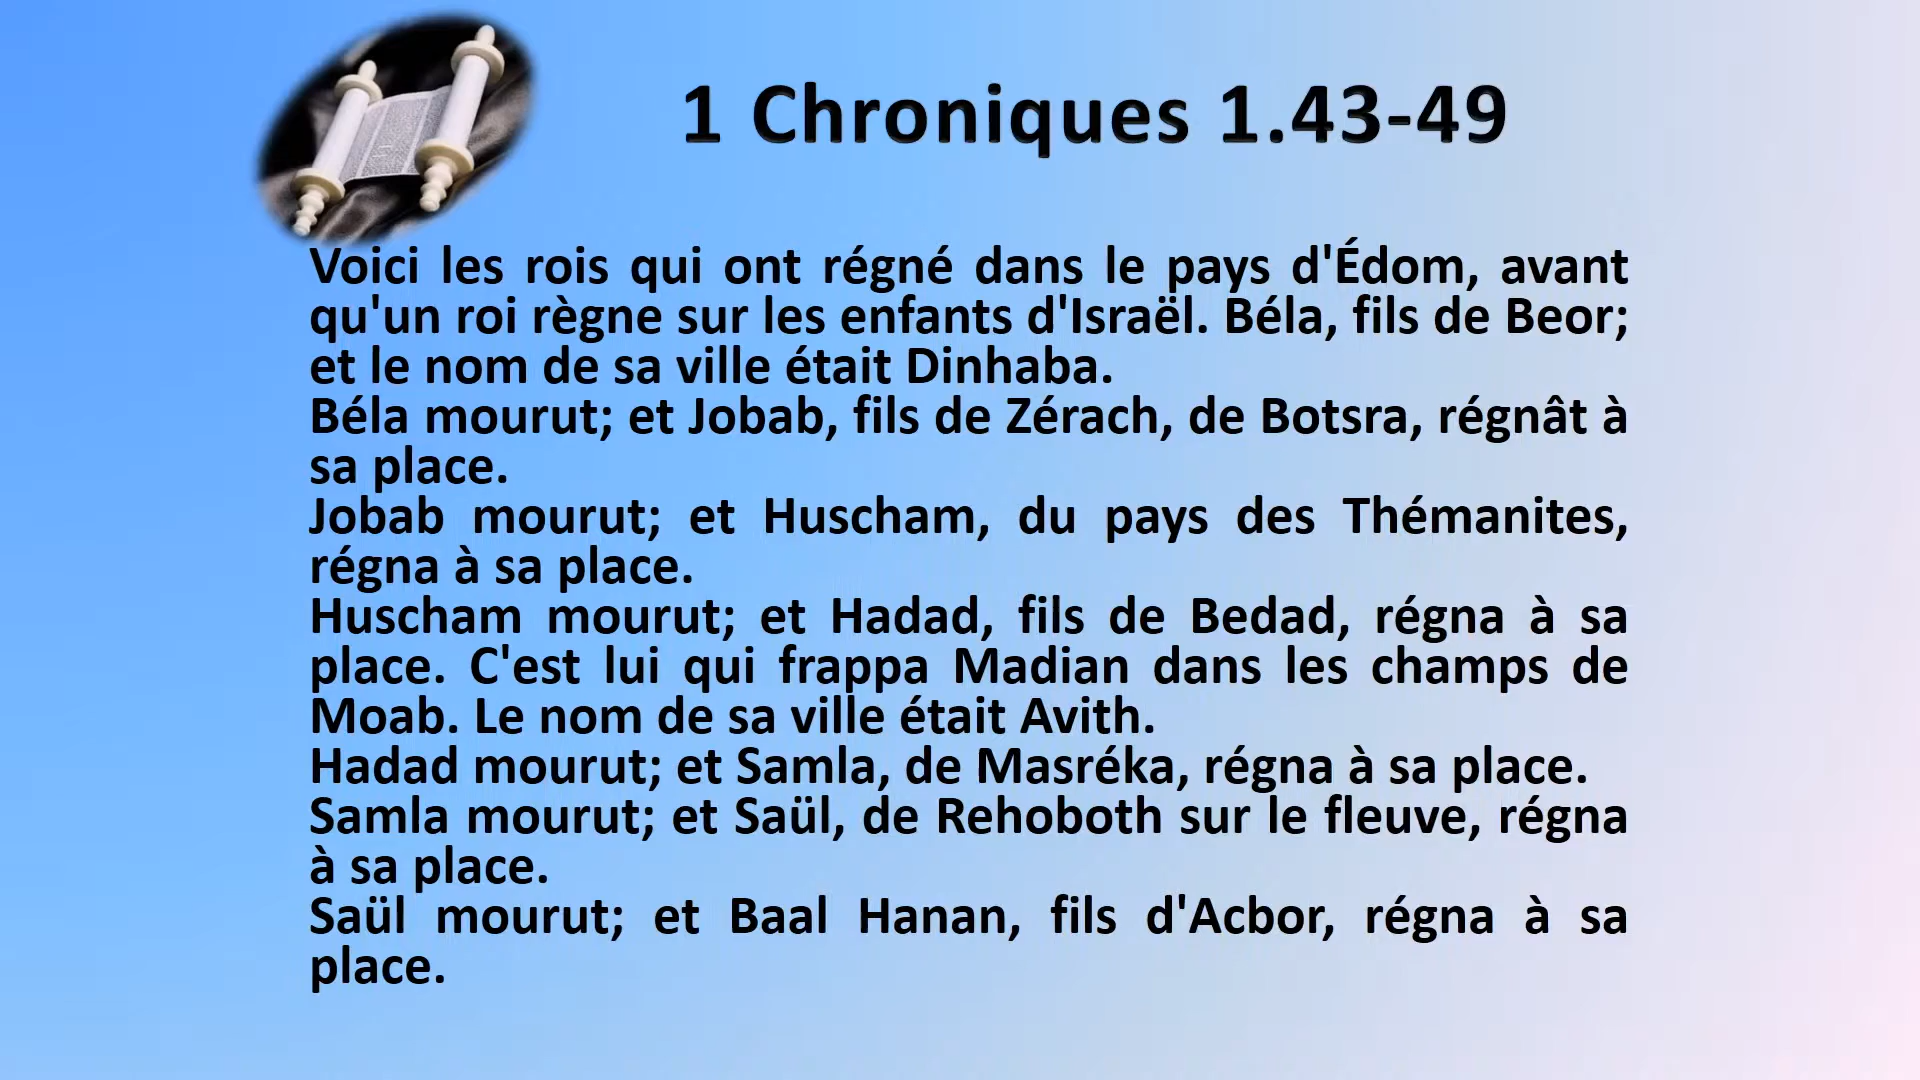 1 Chroniques 1.43-49
Voici les rois qui ont régné dans le pays d'Édom, avant
qu'un roi règne sur les enfants d'Israël. Béla, fils de Beor;
et le nom de sa ville était Dinhaba.
Béla mourut; et Jobab, fils de Zérach, de Botsra, régnât à
sa place.
Jobab mourut; et Huscham, du pays des Thémanites,
régna à sa place.
Huscham mourut; et Hadad, fils de Bedad, régna à sa
place. C'est lui qui frappa Madian dans les champs de
Moab. Le nom de sa ville était Avith.
Hadad mourut; et Samla, de Masréka, régna à sa place.
Samla mourut; et Saül, de Rehoboth sur le fleuve, régna
à sa place.
Saül mourut; et Baal Hanan, fils d'Acbor, régna à sa
place.